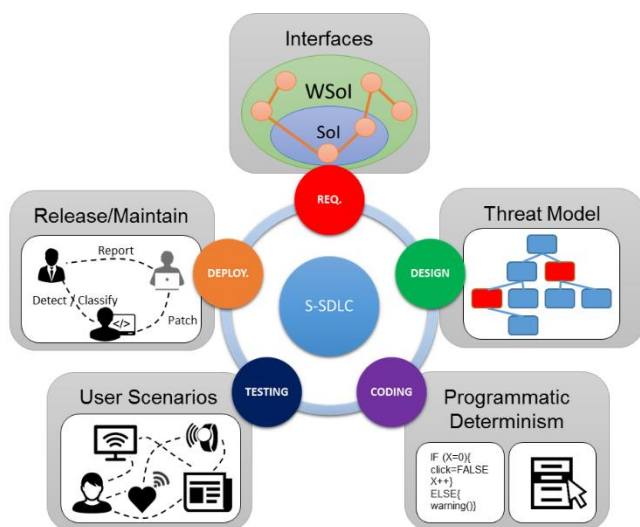 Interfaces
WSoI
SoI
REQ.
Release/Maintain
Report
Detect / Classify
</>
Patch
DEPLOY.
Threat Model
DESIGN
S-SDLC
User Scenarios
TESTING
CODING
Programmatic
Determinism
IF (X=0){
click=FALSE
X++}
ELSE{
warning()}